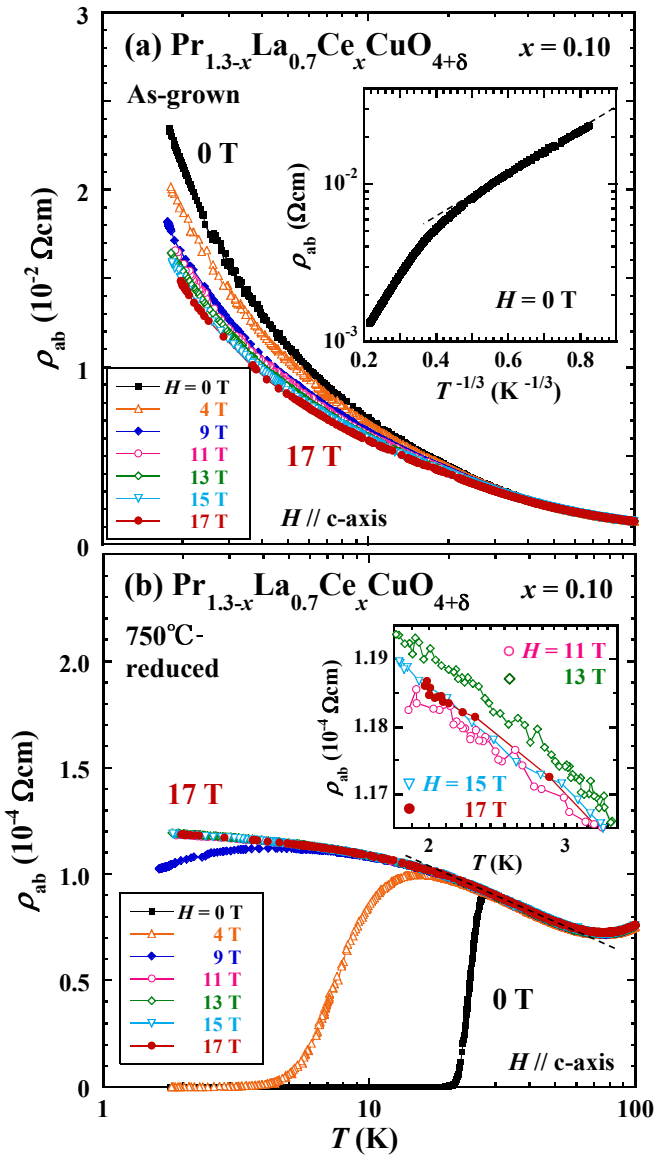 (a) Pr1.3-xLa0.7CexCuO4+δ x = 0.10
As-grown
0 T
17 T
H // c-axis
ρab (10-2 Ωcm)
3
2
1
0
H = 0 T
4 T
9 T
11 T
13 T
15 T
17 T
ρab (Ωcm)
10-2
10-3
H = 0 T
0.2 0.4 0.6 0.8
T -1/3 (K -1/3)
(b) Pr1.3-xLa0.7CexCuO4+δ x = 0.10
750℃-
reduced
17 T
0 T
H // c-axis
ρab (10-4 Ωcm)
2.0
1.5
1.0
0.5
0
H = 0 T
4 T
9 T
11 T
13 T
15 T
17 T
ρab (10-4 Ωcm)
1.19
1.18
1.17
H = 11 T
13 T
H = 15 T
17 T
2 3
T (K)
1 10 100
T (K)